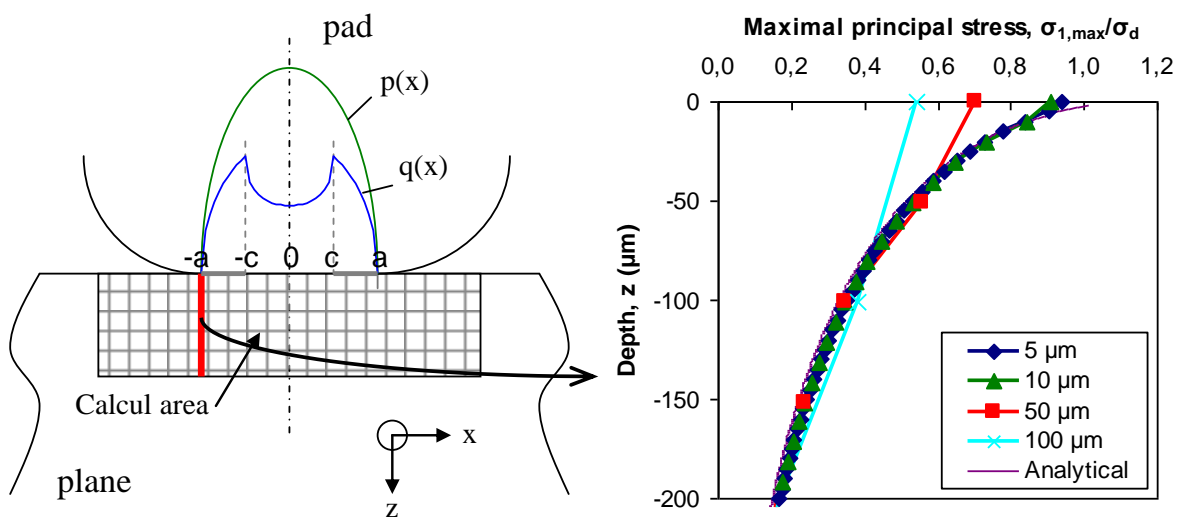 pad
p(x)
q(x)
-a -c 0 c a
Calcul area
x
z
plane
Maximal principal stress, σ1,max/σd
0,0 0,2 0,4 0,6 0,8 1,0 1,2
Depth, z (µm)
0
-50
-100
-150
-200
5 µm
10 µm
50 µm
100 µm
Analytical